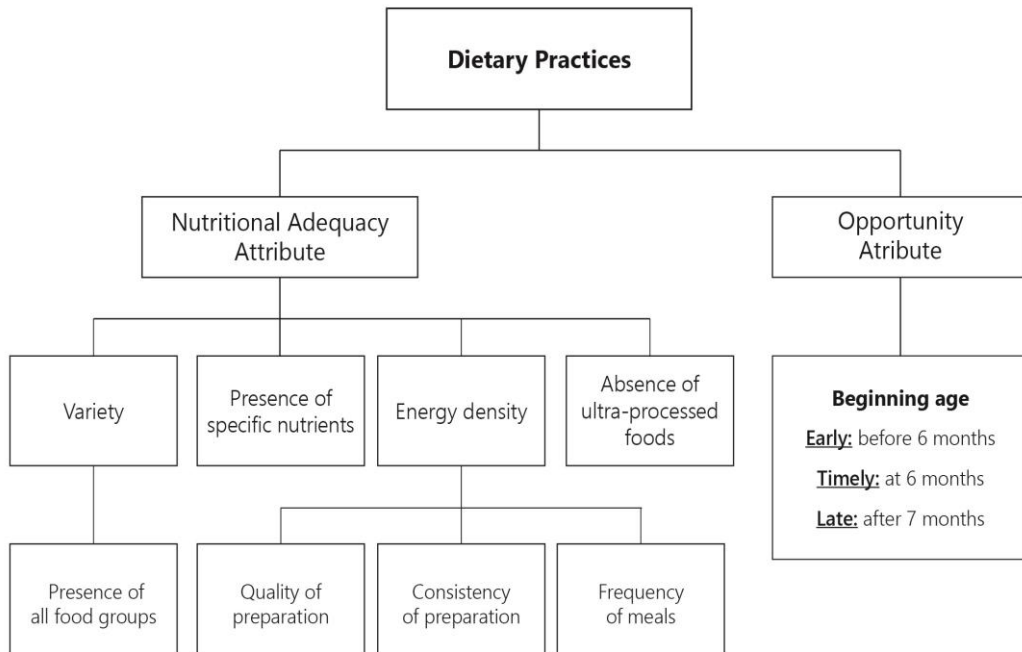 Dietary Practices
Nutritional Adequacy
Attribute
Opportunity
Atribute
Variety
Presence of
specific nutrients
Energy density
Absence of
ultra-processed
foods
Beginning age
Early: before 6 months
Timely: at 6 months
Late: after 7 months
Presence of
all food groups
Quality of
preparation
Consistency
of preparation
Frequency
of meals